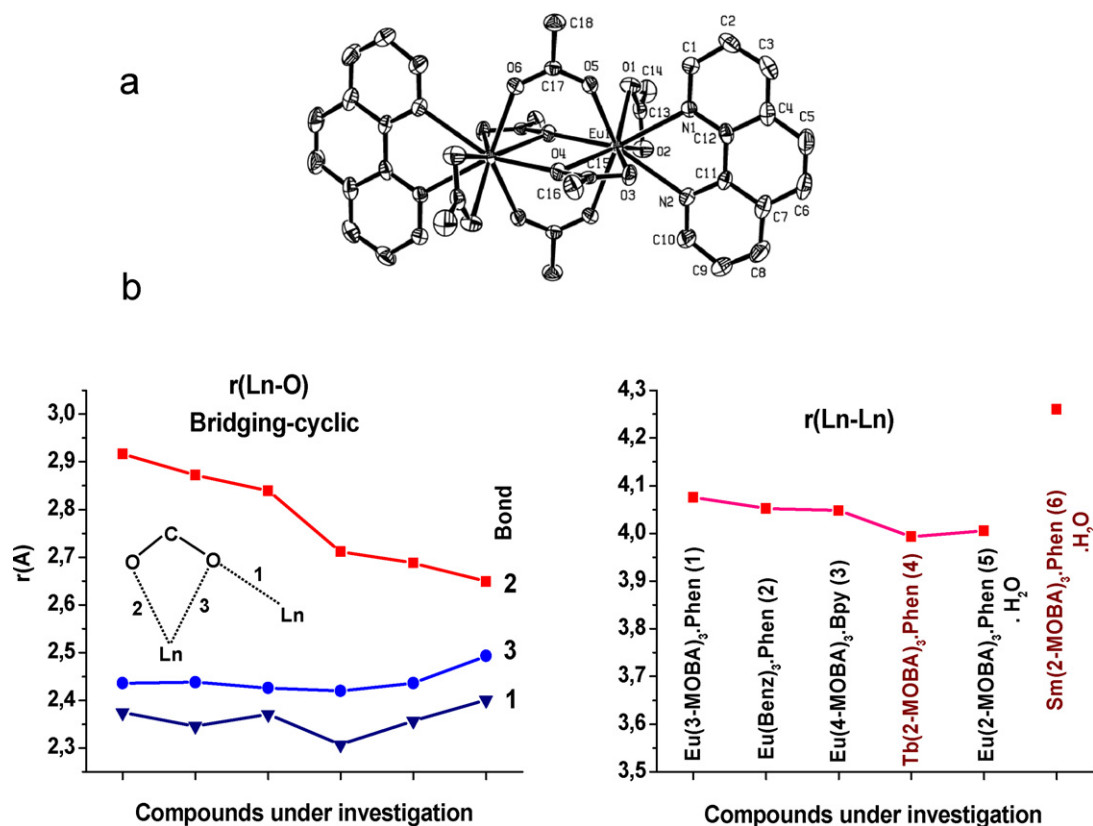 a
C18
O6
O5
C17
O1
C14
C13
Eu1
O2
O4
C15
C16
O3
C1
C2
C3
N1
C4
C12
C5
C11
N2
C7
C6
C10
C9
C8
b
r(Ln-O)
Bridging-cyclic
r(A)
3,0
2,9
2,8
2,7
2,6
2,5
2,4
2,3
C
O
O
1
2
3
Ln
Ln
Bond
2
3
1
Compounds under investigation
r(Ln-Ln)
4,3
4,2
4,1
4,0
3,9
3,8
3,7
3,6
3,5
Eu(3-MOBA)₃.Phen (1)
Eu(Benz)₃.Phen (2)
Eu(4-MOBA)₃.Bpy (3)
Tb(2-MOBA)₃.Phen (4)
Eu(2-MOBA)₃.Phen (5)
. H₂O
Sm(2-MOBA)₃.Phen (6)
.H₂O
Compounds under investigation